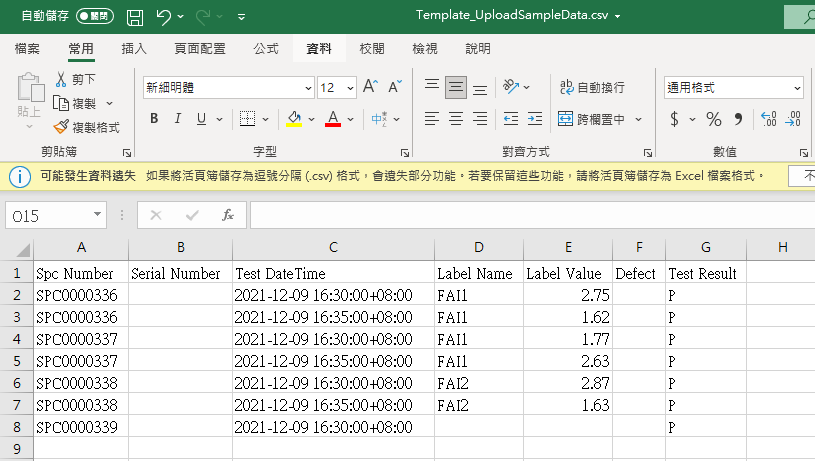 自動儲存 關閉 Template_UploadSampleData.csv
檔案 常用 插入 頁面配置 公式 資料 校閱 檢視 說明
貼上 剪下 複製 複製格式
剪貼簿
新細明體 12 A A
B I U A 中
字型
ab 自動換行
跨欄置中
對齊方式
通用格式
$ % 9 .00 .00
數值
可能發生資料遺失 如果將活頁簿儲存為逗號分隔 (.csv) 格式，會遺失部分功能。若要保留這些功能，請將活頁簿儲存為 Excel 檔案格式。 不
O15 fx
A B C D E F G H
1 Spc Number Serial Number Test DateTime Label Name Label Value Defect Test Result
2 SPC0000336 2021-12-09 16:30:00+08:00 FAI1 2.75 P
3 SPC0000336 2021-12-09 16:35:00+08:00 FAI1 1.62 P
4 SPC0000337 2021-12-09 16:30:00+08:00 FAI1 1.77 P
5 SPC0000337 2021-12-09 16:35:00+08:00 FAI1 2.63 P
6 SPC0000338 2021-12-09 16:30:00+08:00 FAI2 2.87 P
7 SPC0000338 2021-12-09 16:35:00+08:00 FAI2 1.63 P
8 SPC0000339 2021-12-09 16:30:00+08:00 P
9